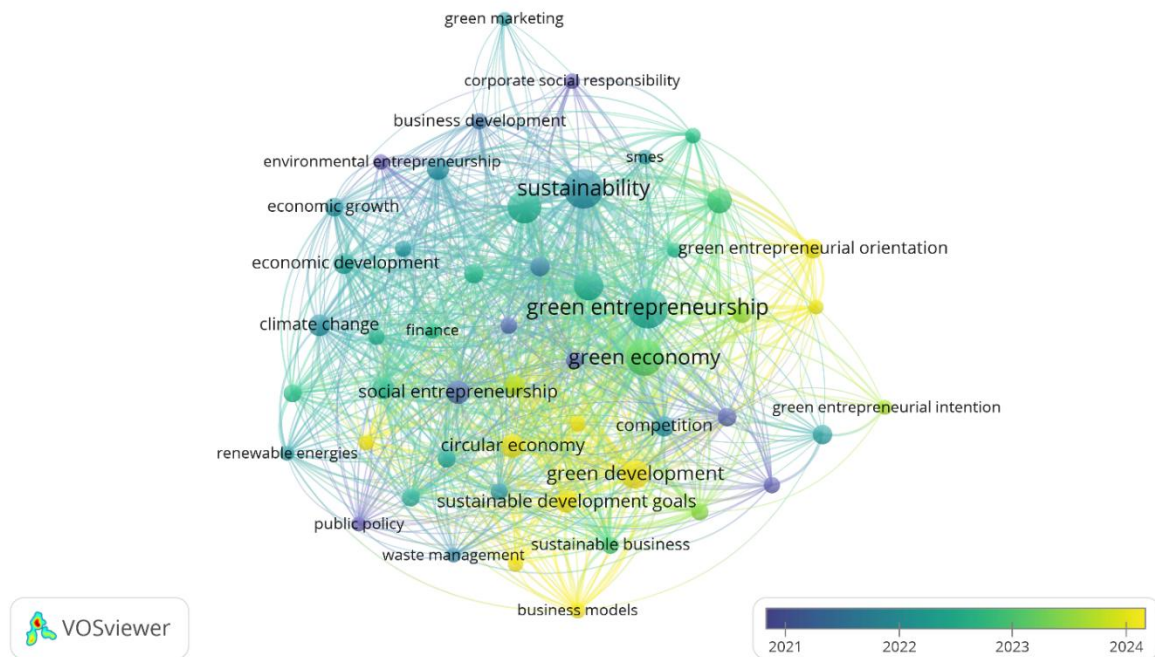 green marketing
corporate social responsibility
business development
smes
environmental entrepreneurship
sustainability
economic growth
green entrepreneurial orientation
economic development
green entrepreneurship
climate change
finance
green economy
social entrepreneurship
green entrepreneurial intention
competition
circular economy
renewable energies
green development
sustainable development goals
public policy
sustainable business
waste management
business models
VOSviewer
2021 2022 2023 2024